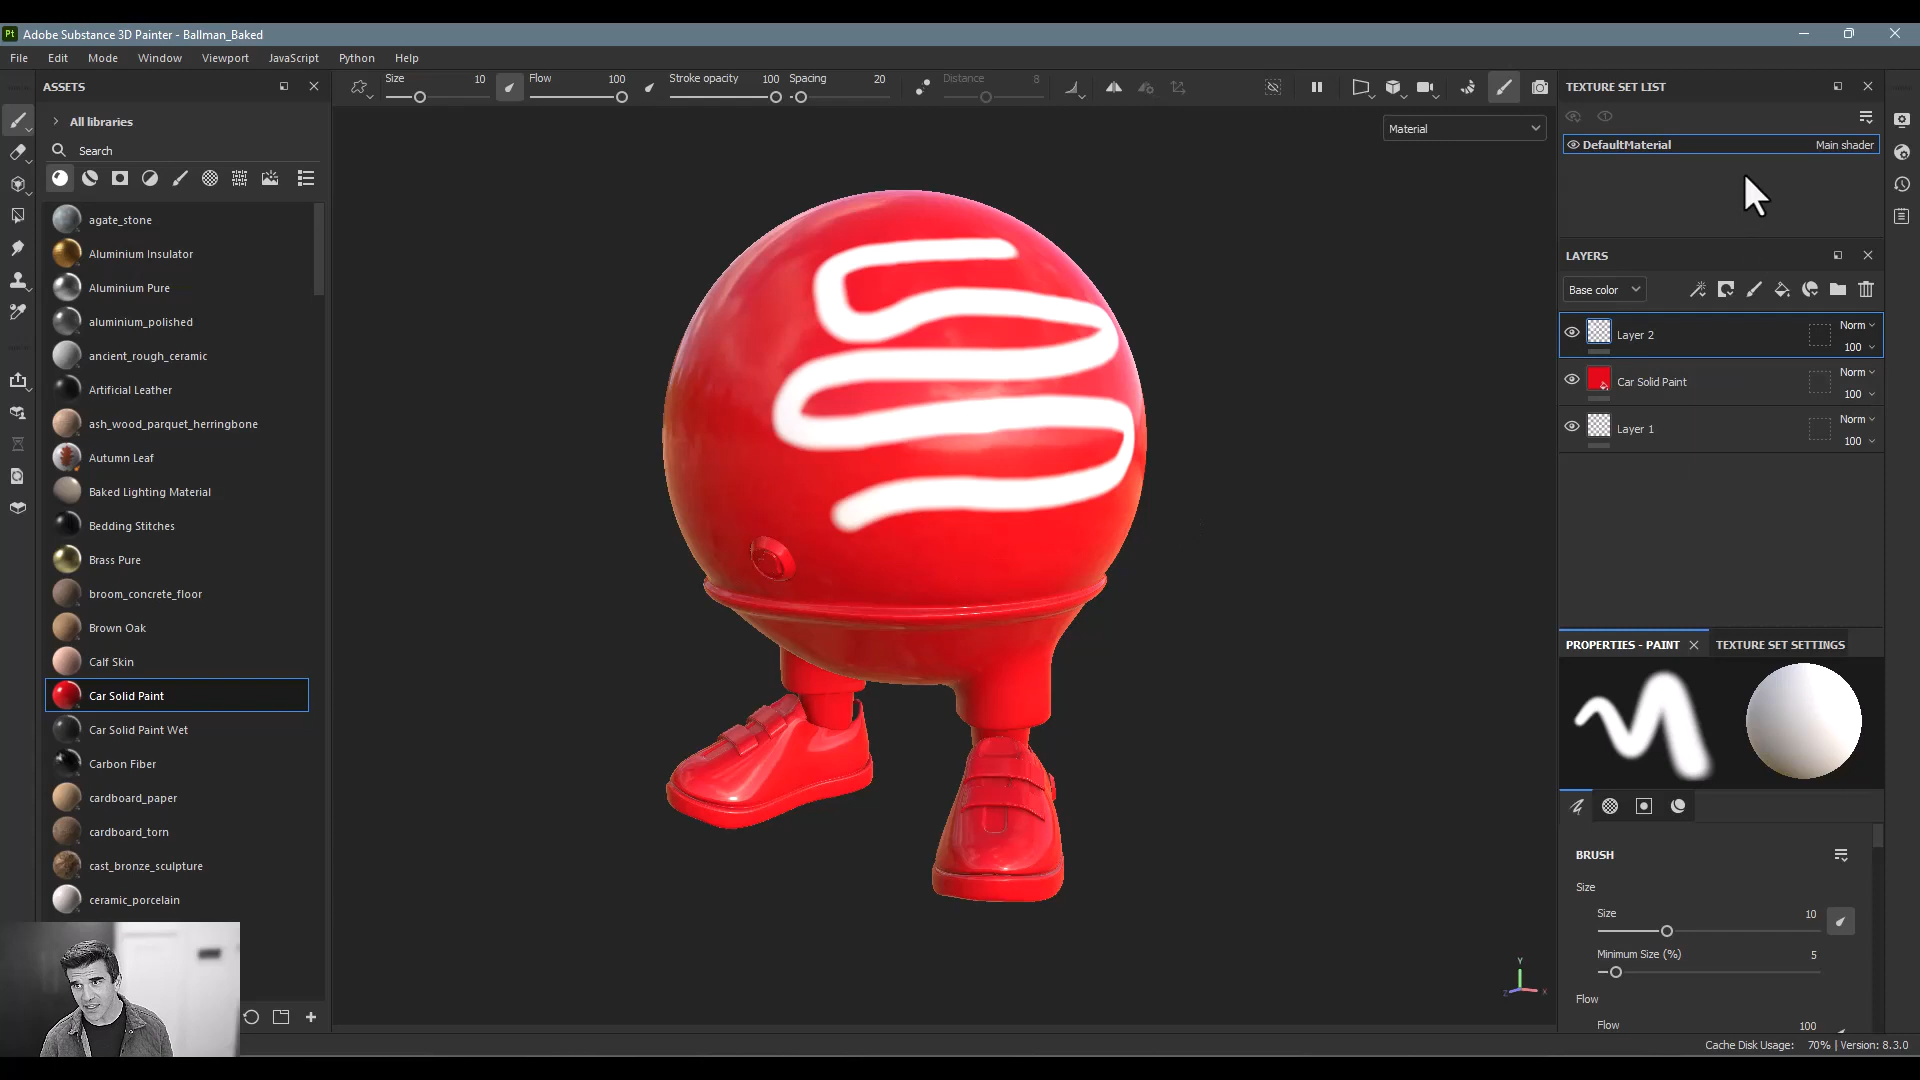 Pt Adobe Substance 3D Painter - Ballman_Baked
File Edit Mode Window Viewport JavaScript Python Help
ASSETS
All libraries
Search
agate_stone
Aluminium Insulator
Aluminium Pure
aluminium_polished
ancient_rough_ceramic
Artificial Leather
ash_wood_parquet_herringbone
Autumn Leaf
Baked Lighting Material
Bedding Stitches
Brass Pure
broom_concrete_floor
Brown Oak
Calf Skin
Car Solid Paint
Car Solid Paint Wet
Carbon Fiber
cardboard_paper
cardboard_torn
cast_bronze_sculpture
ceramic_porcelain
Size 10 Flow 100 Stroke opacity 100 Spacing 20 Distance 8
Material
Y
Z X
TEXTURE SET LIST
DefaultMaterial Main shader
LAYERS
Base color
Layer 2 Norm
100
Car Solid Paint Norm
100
Layer 1 Norm
100
PROPERTIES - PAINT TEXTURE SET SETTINGS
BRUSH
Size
Size 10
Minimum Size (%) 5
Flow
Flow 100
Cache Disk Usage: 70% | Version: 8.3.0